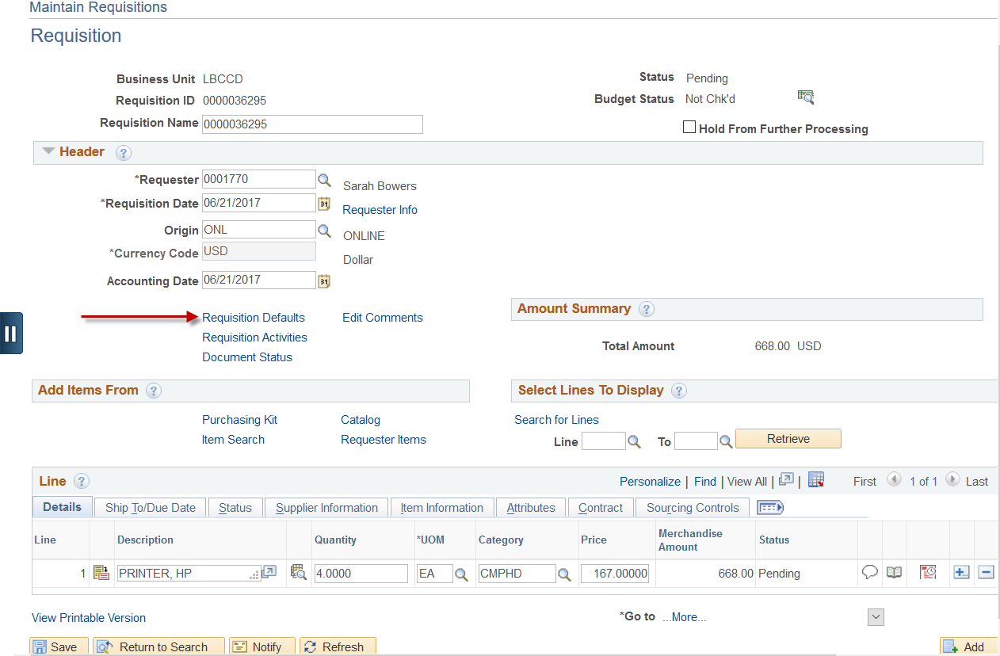 Maintain Requisitions
Requisition
Business Unit LBCCD
Status Pending
Requisition ID 0000036295
Budget Status Not Chk'd
Requisition Name 0000036295
Hold From Further Processing
Header ?
*Requester 0001770 Sarah Bowers
*Requisition Date 06/21/2017 31 Requester Info
Origin ONL ONLINE
*Currency Code USD Dollar
Accounting Date 06/21/2017 31
Requisition Defaults Edit Comments
Amount Summary ?
Requisition Activities
Total Amount 668.00 USD
Document Status
Add Items From ?
Select Lines To Display ?
Purchasing Kit Catalog
Search for Lines
Item Search Requester Items
Line To Retrieve
Line ? Personalize | Find | View All | | First 1 of 1 Last
Details Ship To/Due Date Status Supplier Information Item Information Attributes Contract Sourcing Controls
Line Description Quantity *UOM Category Price Merchandise Amount Status
1 PRINTER, HP 4.0000 EA CMPHD 167.00000 668.00 Pending
View Printable Version
*Go to ...More...
Save Return to Search Notify Refresh Add